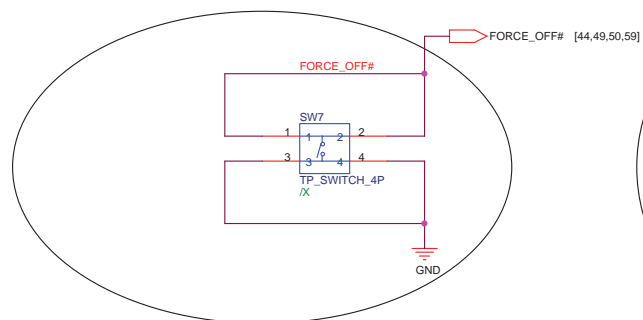 FORCE_OFF# [44,49,50,59]
FORCE_OFF#
SW7
1 1 2 2
3 3 4 4
TP_SWITCH_4P
/X
GND